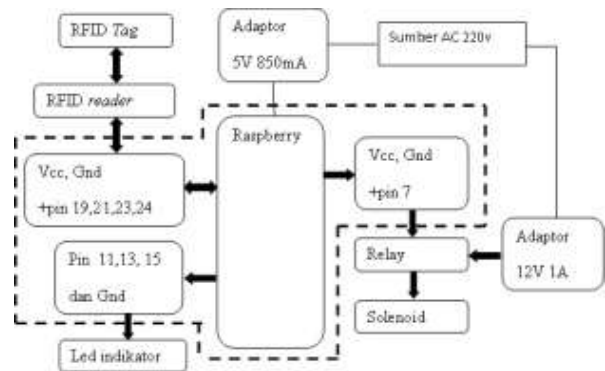 RFID Tag
Adaptor
5V 850mA
Sumber AC 220v
RFID reader
Raspberry
Vcc, Gnd
+pin 19,21,23,24
Vcc, Gnd
+pin 7
Pin 11,13, 15
dan Gnd
Relay
Adaptor
12V 1A
Solenoid
Led indikator